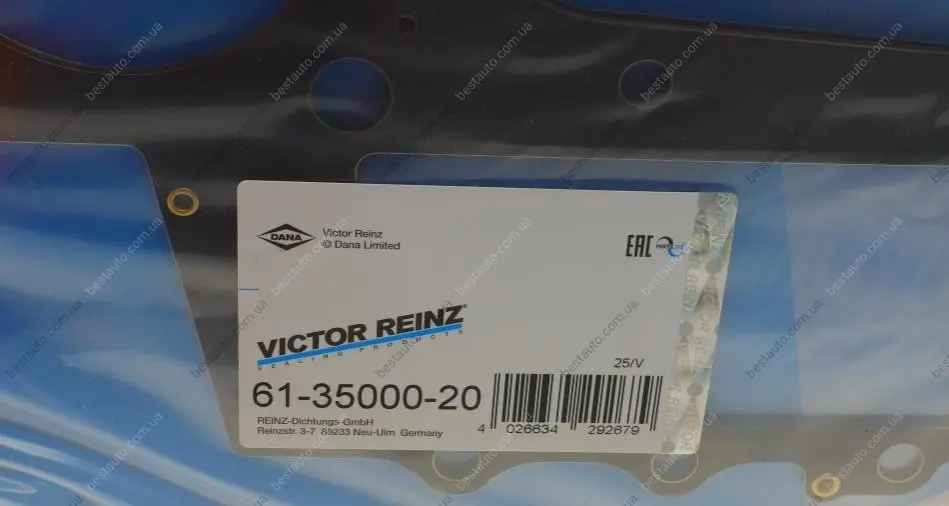 DANA
Victor Reinz
© Dana Limited
EAC
VICTOR REINZ®
SEALING PRODUCTS
25/V
61-35000-20
REINZ-Dichtungs-GmbH
Reinzstr. 3-7 89233 Neu-Ulm Germany
4 026634 292679
bestauto.com.ua